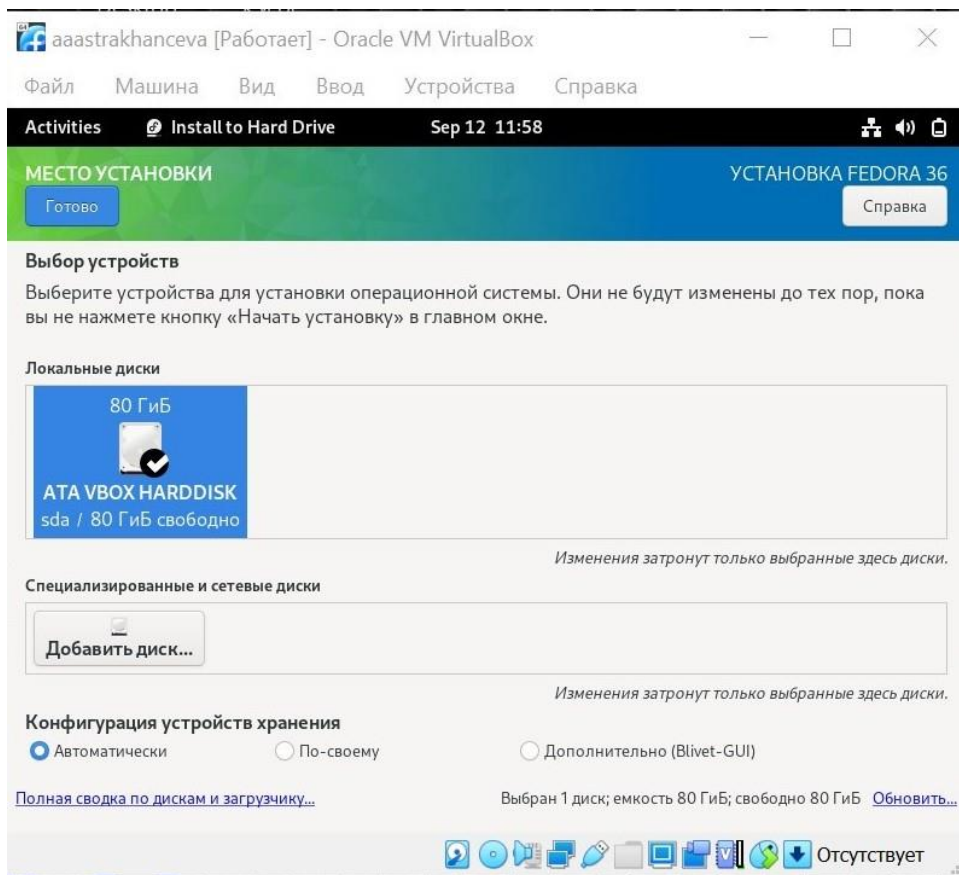 aaastrakhanceva [Работает] - Oracle VM VirtualBox
Файл Машина Вид Ввод Устройства Справка
Activities Install to Hard Drive Sep 12 11:58
МЕСТО УСТАНОВКИ
УСТАНОВКА FEDORA 36
Готово
Справка
Выбор устройств
Выберите устройства для установки операционной системы. Они не будут изменены до тех пор, пока
вы не нажмете кнопку «Начать установку» в главном окне.
Локальные диски
80 ГиБ
ATA VBOX HARDDISK
sda / 80 ГиБ свободно
Изменения затронут только выбранные здесь диски.
Специализированные и сетевые диски
Добавить диск...
Изменения затронут только выбранные здесь диски.
Конфигурация устройств хранения
Автоматически По-своему Дополнительно (Blivet-GUI)
Полная сводка по дискам и загрузчику... Выбран 1 диск; емкость 80 ГиБ; свободно 80 ГиБ Обновить...
Отсутствует